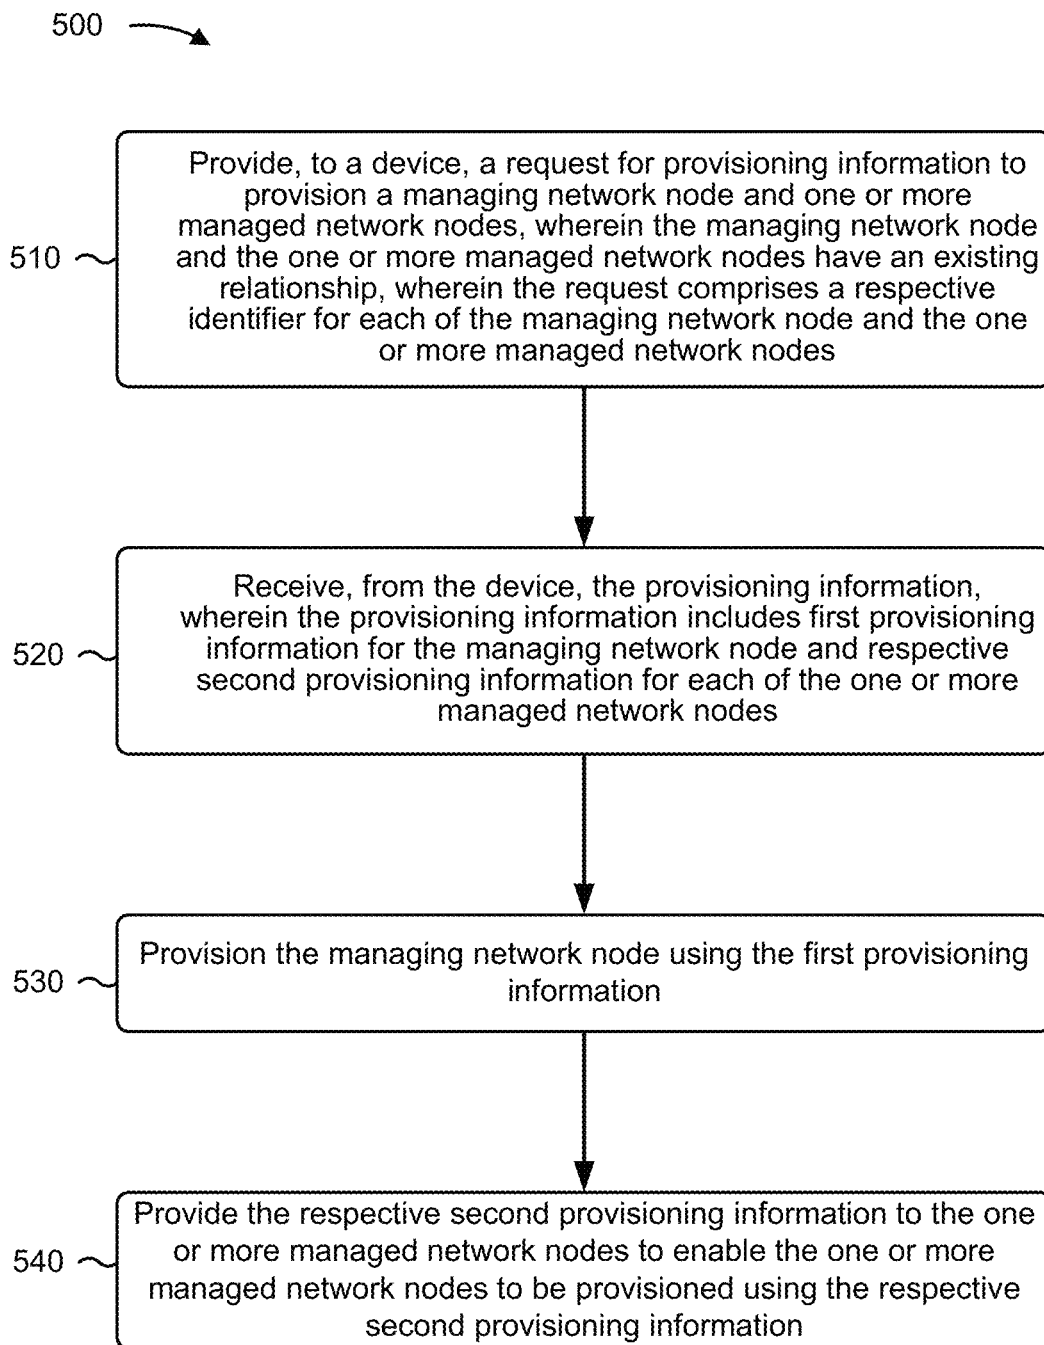 500
Provide, to a device, a request for provisioning information to
provision a managing network node and one or more
managed network nodes, wherein the managing network node
and the one or more managed network nodes have an existing
relationship, wherein the request comprises a respective
identifier for each of the managing network node and the one
or more managed network nodes
510
Receive, from the device, the provisioning information,
wherein the provisioning information includes first provisioning
information for the managing network node and respective
second provisioning information for each of the one or more
managed network nodes
520
Provision the managing network node using the first provisioning
information
530
Provide the respective second provisioning information to the one
or more managed network nodes to enable the one or more
managed network nodes to be provisioned using the respective
second provisioning information
540